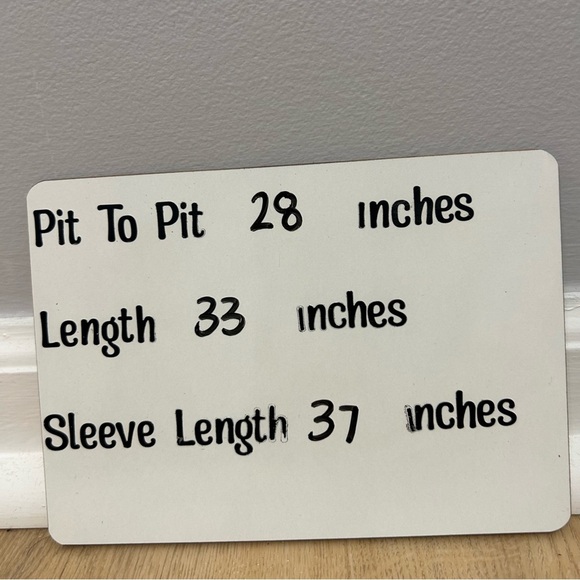 Pit To Pit 28 inches
Length 33 inches
Sleeve Length 37 inches